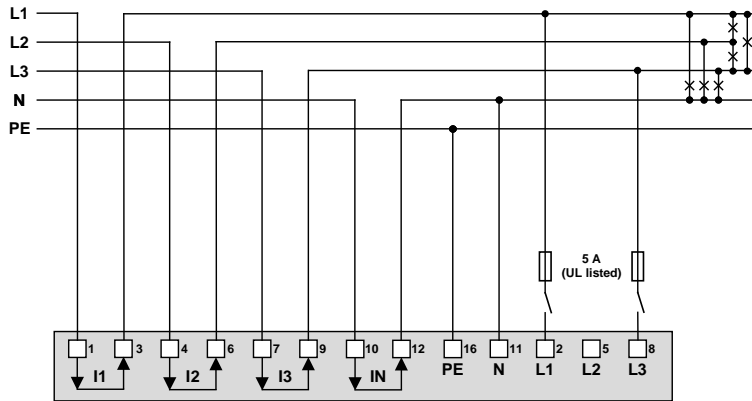 L1
L2
L3
N
PE
5 A
(UL listed)
1 3 4 6 7 9 10 12 16 11 2 5 8
I1 I2 I3 IN PE N L1 L2 L3